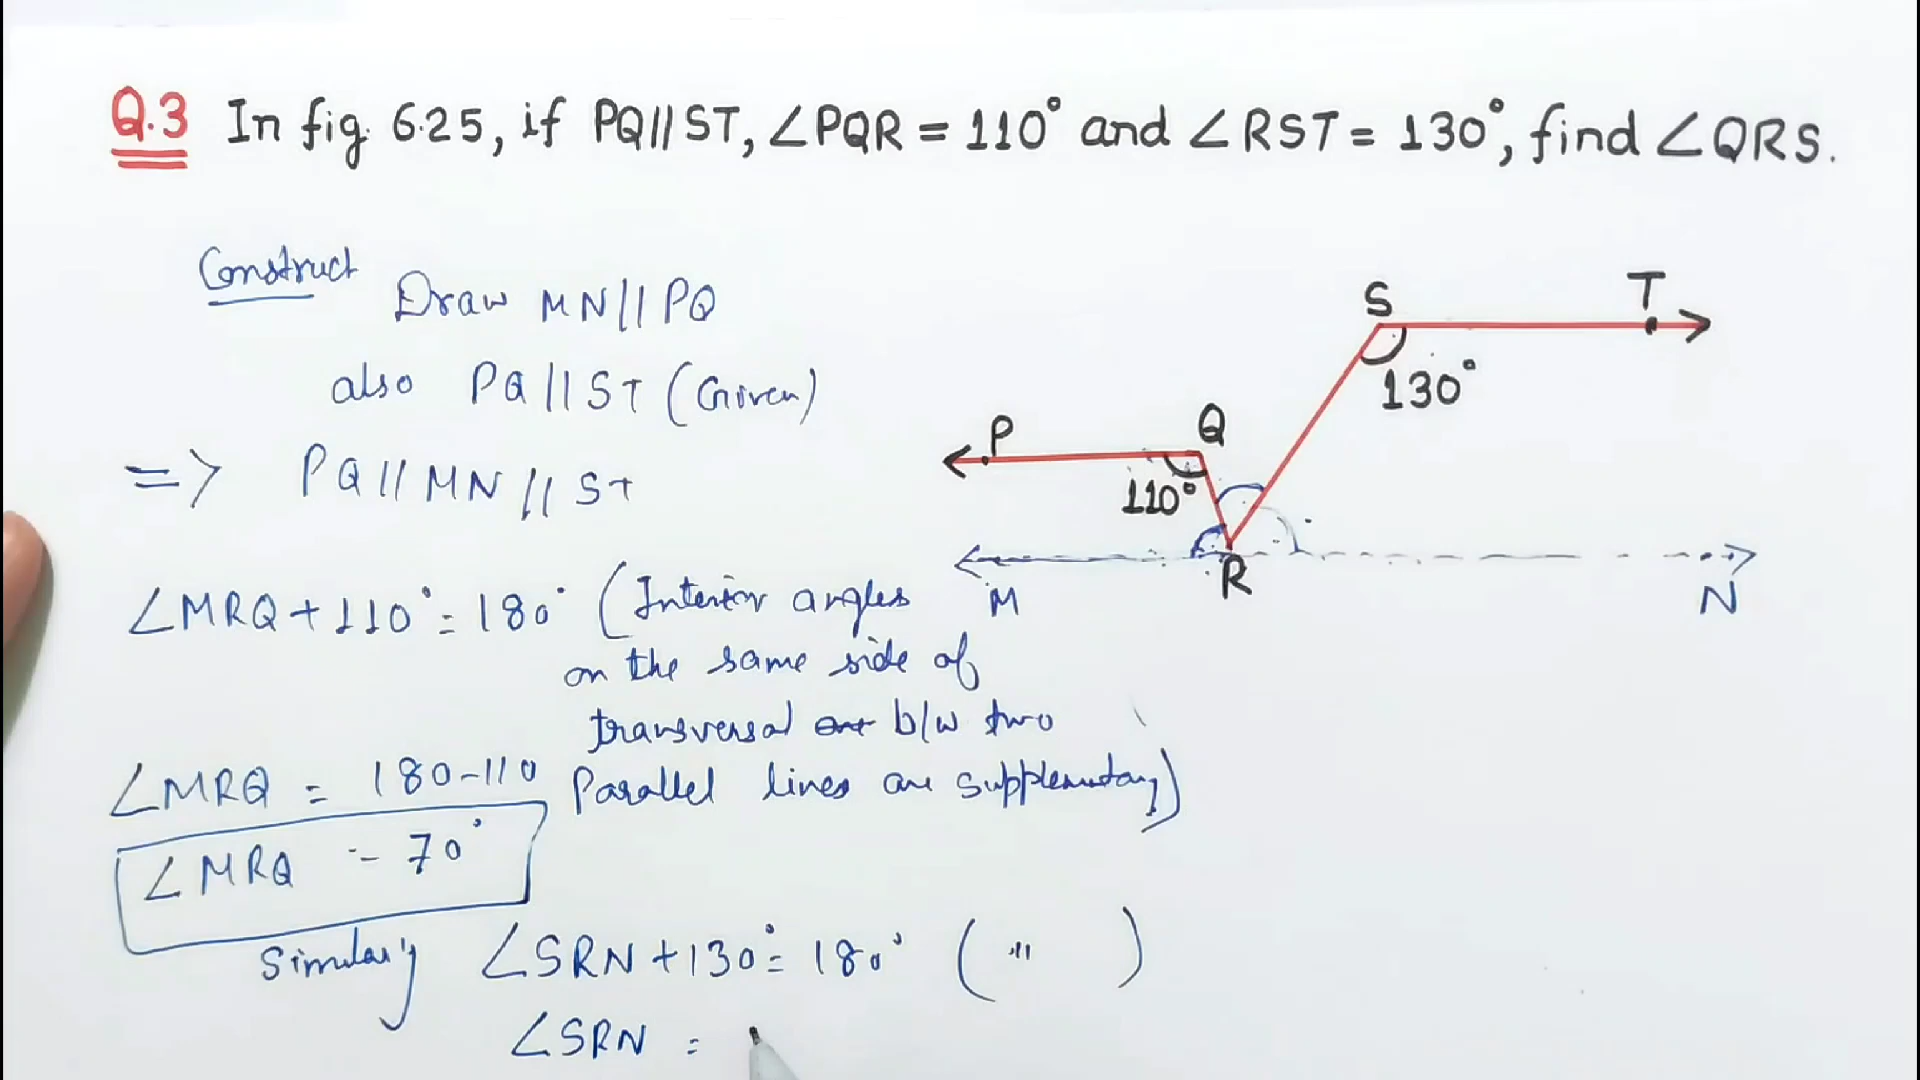 Q.3 In fig. 6.25, if PQ//ST, ∠PQR = 110° and ∠RST = 130°, find ∠QRS.
Construct
Draw MN//PQ
also PQ//ST (Given)
=> PQ//MN//ST
∠MRQ + 110° = 180° (Interior angles
on the same side of
transversal b/w two
Parallel lines are supplementary)
∠MRQ = 180-110
∠MRQ = 70°
Similarly ∠SRN + 130° = 180° ( " )
∠SRN =
S
T
130°
P
Q
110°
R
M
N